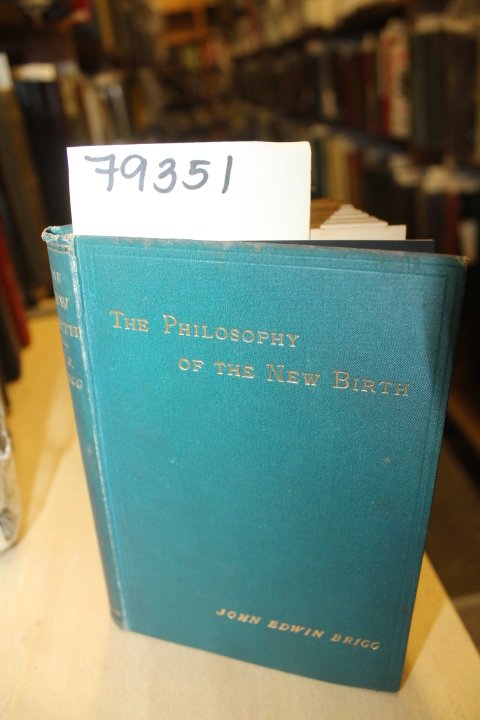 79351
The Philosophy
of the New Birth
John Edwin Brigg